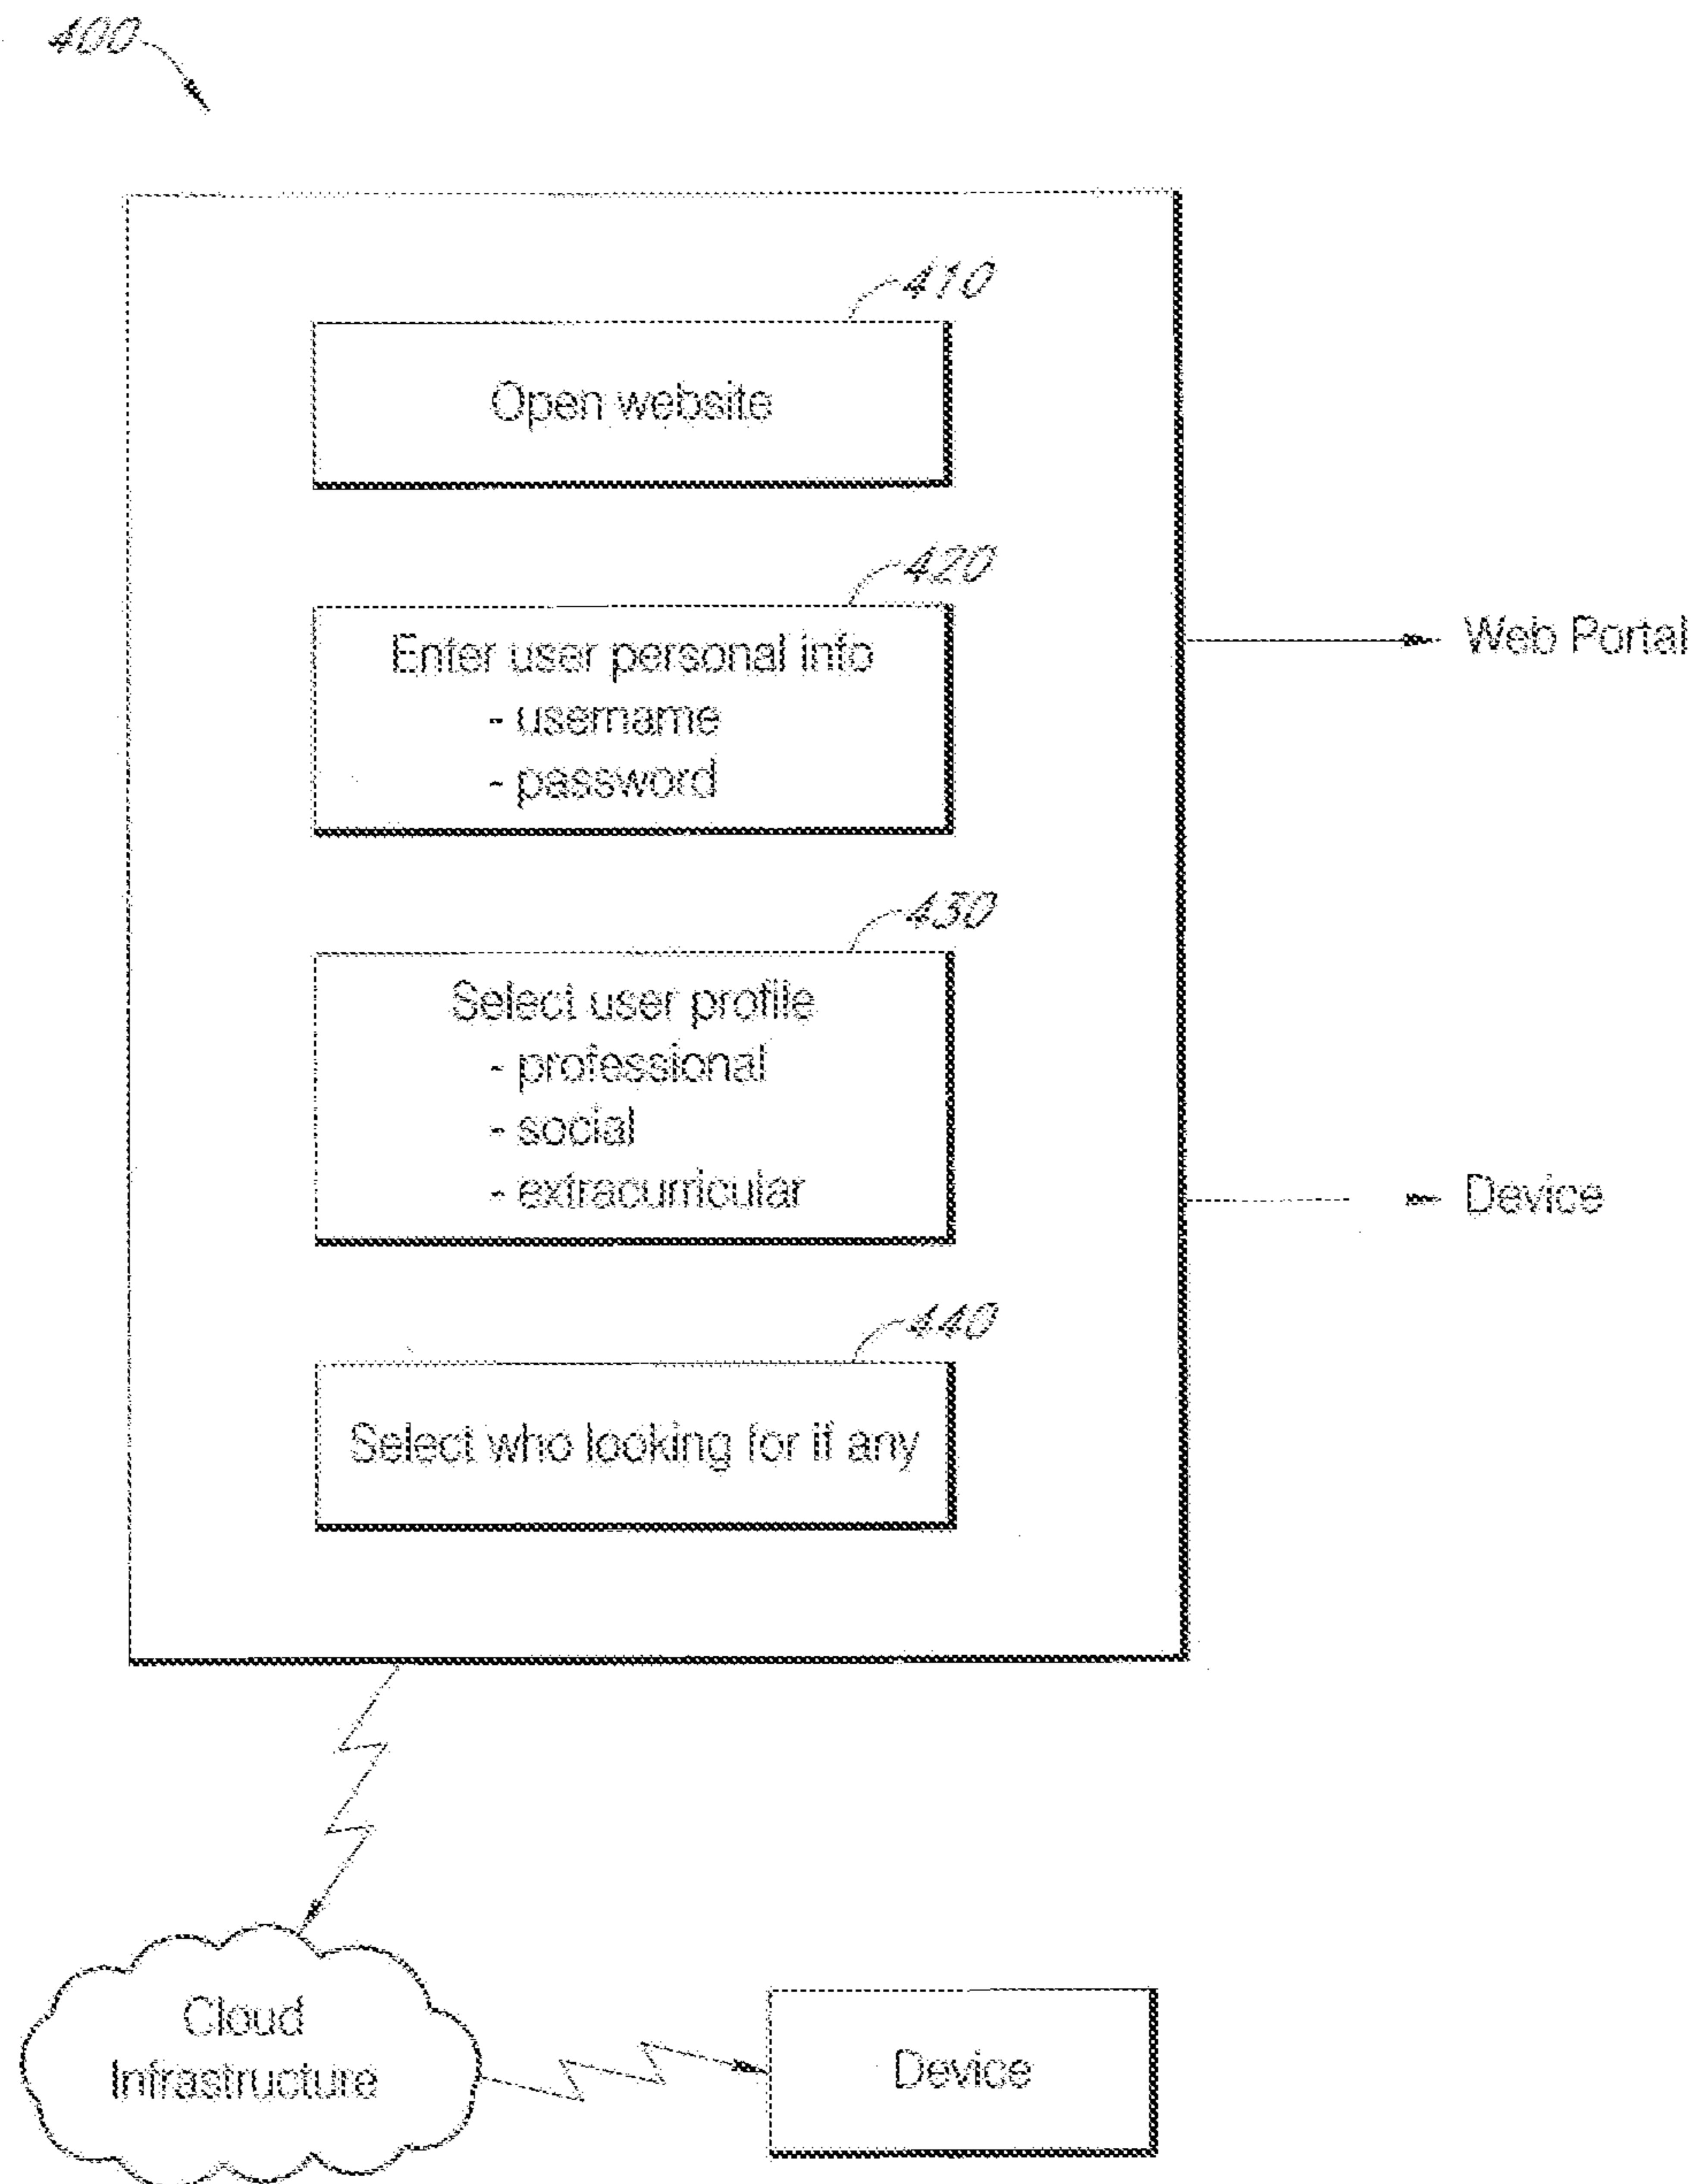 400
410
Open website
420
Enter user personal info
- username
- password
Web Portal
430
Select user profile
- professional
- social
- extracurricular
Device
440
Select who looking for if any
Cloud
Infrastructure
Device